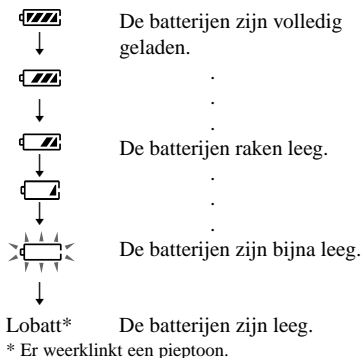 De batterijen zijn volledig
geladen.
.
.
.
De batterijen raken leeg.
.
.
.
De batterijen zijn bijna leeg.
Lobatt* De batterijen zijn leeg.
* Er weerklinkt een pieptoon.